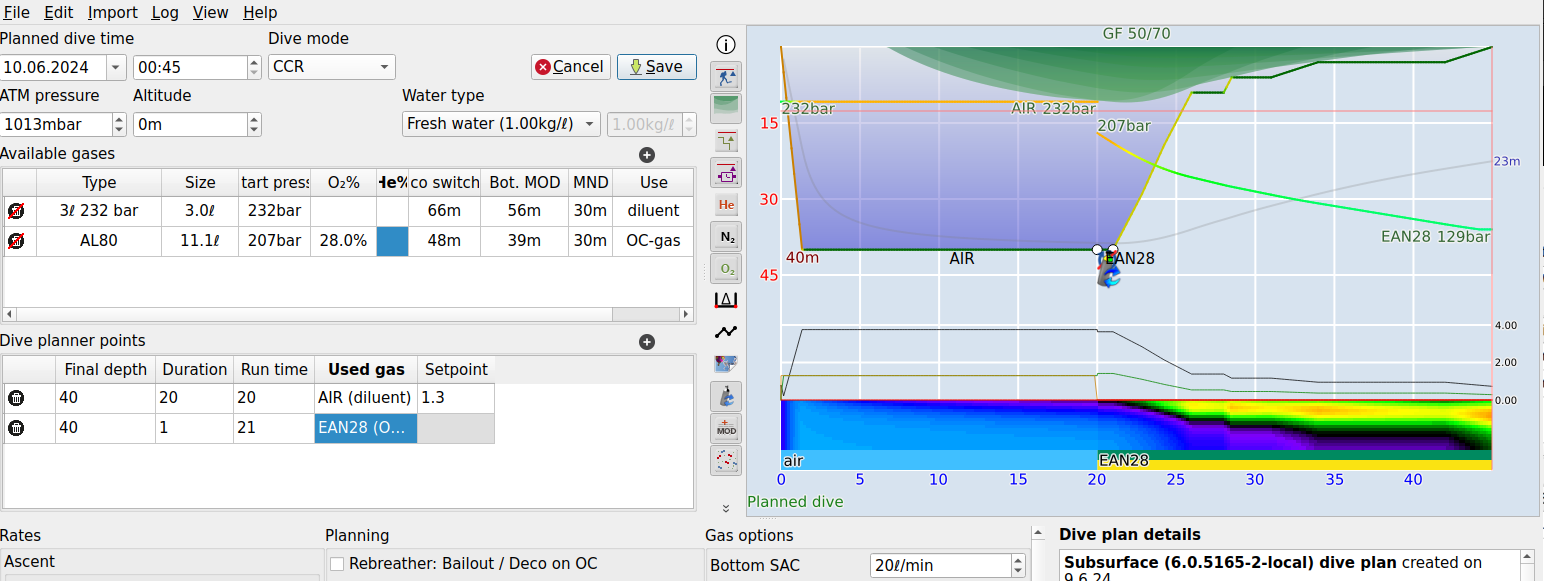 File Edit Import Log View Help
Planned dive time Dive mode
10.06.2024 00:45 CCR Cancel Save
ATM pressure Altitude Water type
1013mbar 0m Fresh water (1.00kg/ℓ) 1.00kg/ℓ
Available gases
Type Size tart press O₂% He% co switch Bot. MOD MND Use
3ℓ 232 bar 3.0ℓ 232bar 66m 56m 30m diluent
AL80 11.1ℓ 207bar 28.0% 48m 39m 30m OC-gas
Dive planner points
Final depth Duration Run time Used gas Setpoint
40 20 20 AIR (diluent) 1.3
40 1 21 EAN28 (O...
Rates Planning Gas options
Ascent Rebreather: Bailout / Deco on OC Bottom SAC 20ℓ/min
He
N₂
O₂
MOD
GF 50/70
232bar AIR 232bar
15 207bar
23m
30
EAN28 129bar
40m AIR EAN28
45
4.00
2.00
0.00
air EAN28
0 5 10 15 20 25 30 35 40
Planned dive
Dive plan details
Subsurface (6.0.5165-2-local) dive plan created on
9.6.24